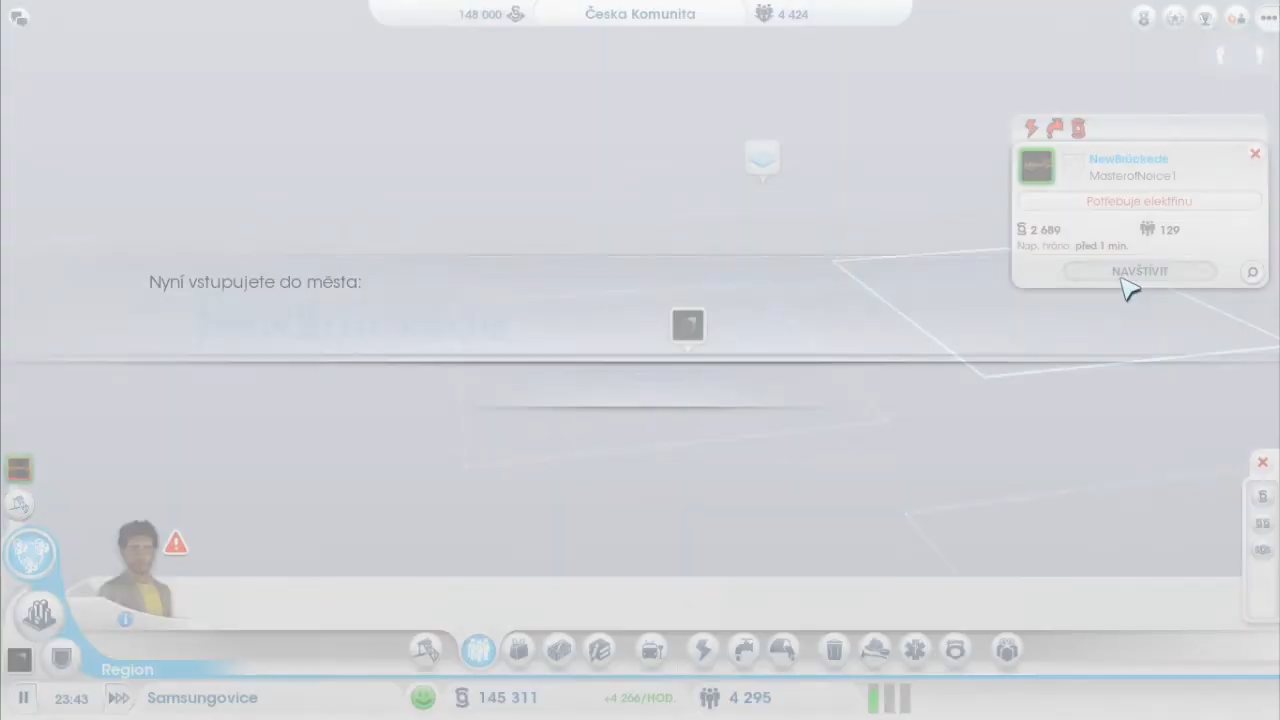 148 000
Česka Komunita
4 424
NewBrückede
MasterofNoice1
Potřebuje elektřinu
2 689
129
Nap. hráno: před 1 min.
NAVŠTÍVIT
Nyní vstupujete do města:
Region
23:43
Samsungovice
145 311
+4 266/HOD.
4 295